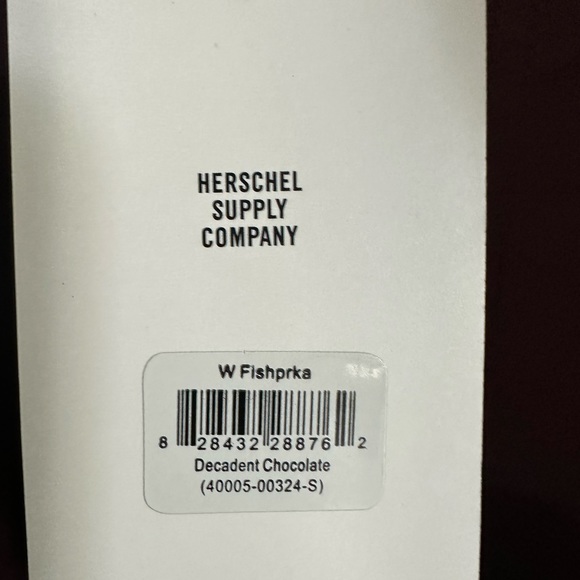 HERSCHEL
SUPPLY
COMPANY
W Fishprka
8 28432 28876 2
Decadent Chocolate
(40005-00324-S)